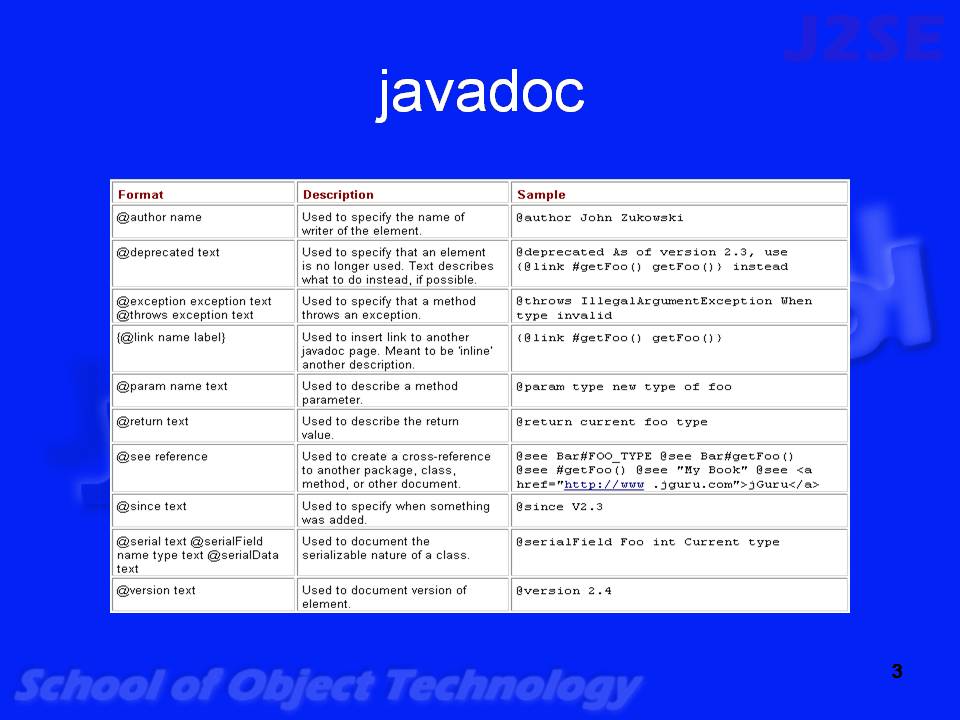 J2SE
javadoc
Format Description Sample
@author name Used to specify the name of @author John Zukowski
writer of the element.
@deprecated text Used to specify that an element @deprecated As of version 2.3, use
is no longer used. Text describes {@link #getFoo() getFoo()} instead
what to do instead, if possible.
@exception exception text Used to specify that a method @throws IllegalArgumentException When
@throws exception text throws an exception. type invalid
{@link name label} Used to insert link to another {@link #getFoo() getFoo()}
javadoc page. Meant to be 'inline'
another description.
@param name text Used to describe a method @param type new type of foo
parameter.
@return text Used to describe the return @return current foo type
value.
@see reference Used to create a cross-reference @see Bar#FOO_TYPE @see Bar#getFoo()
to another package, class, @see #getFoo() @see "My Book" @see <a
method, or other document. href="http://www .jguru.com">jGuru</a>
@since text Used to specify when something @since V2.3
was added.
@serial text @serialField Used to document the @serialField Foo int Current type
name type text @serialData serializable nature of a class.
text
@version text Used to document version of @version 2.4
element.
3
School of Object Technology